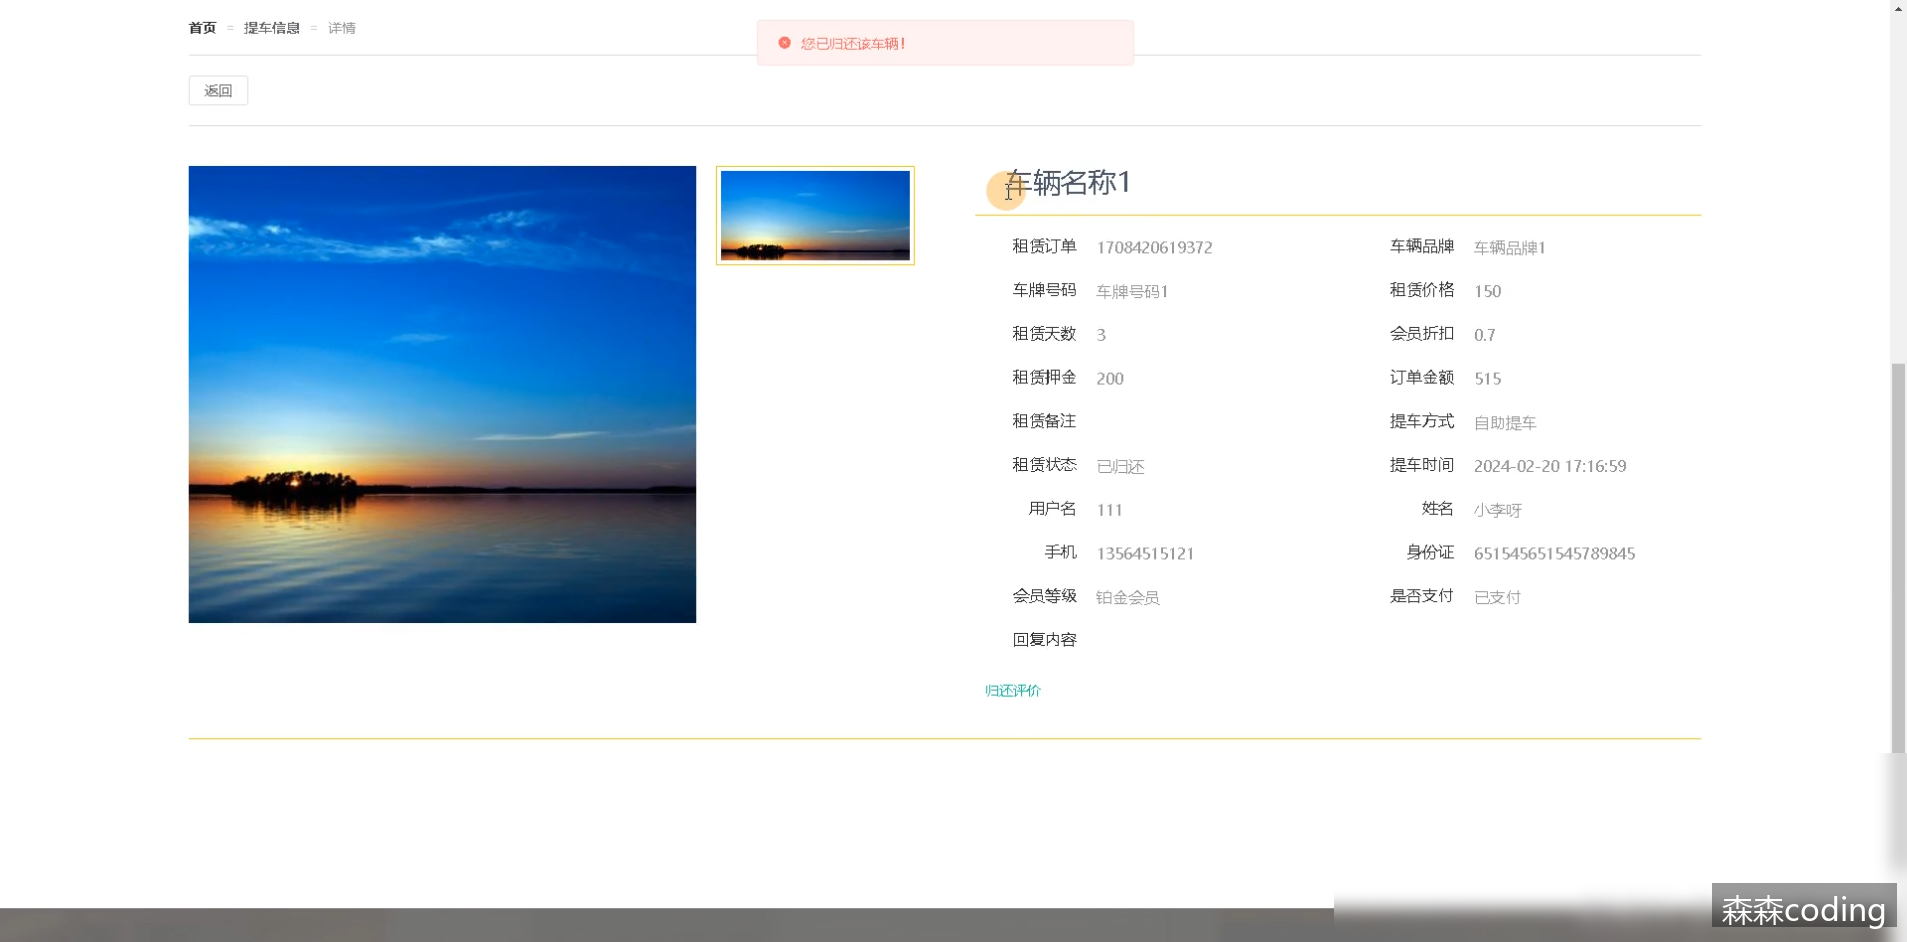 首页 = 提车信息 = 详情
您已归还该车辆!
返回
车辆名称1
租赁订单 1708420619372 车辆品牌 车辆品牌1
车牌号码 车牌号码1 租赁价格 150
租赁天数 3 会员折扣 0.7
租赁押金 200 订单金额 515
租赁备注 提车方式 自助提车
租赁状态 已归还 提车时间 2024-02-20 17:16:59
用户名 111 姓名 小李呀
手机 13564515121 身份证 651545651545789845
会员等级 铂金会员 是否支付 已支付
回复内容
归还评价
森森coding